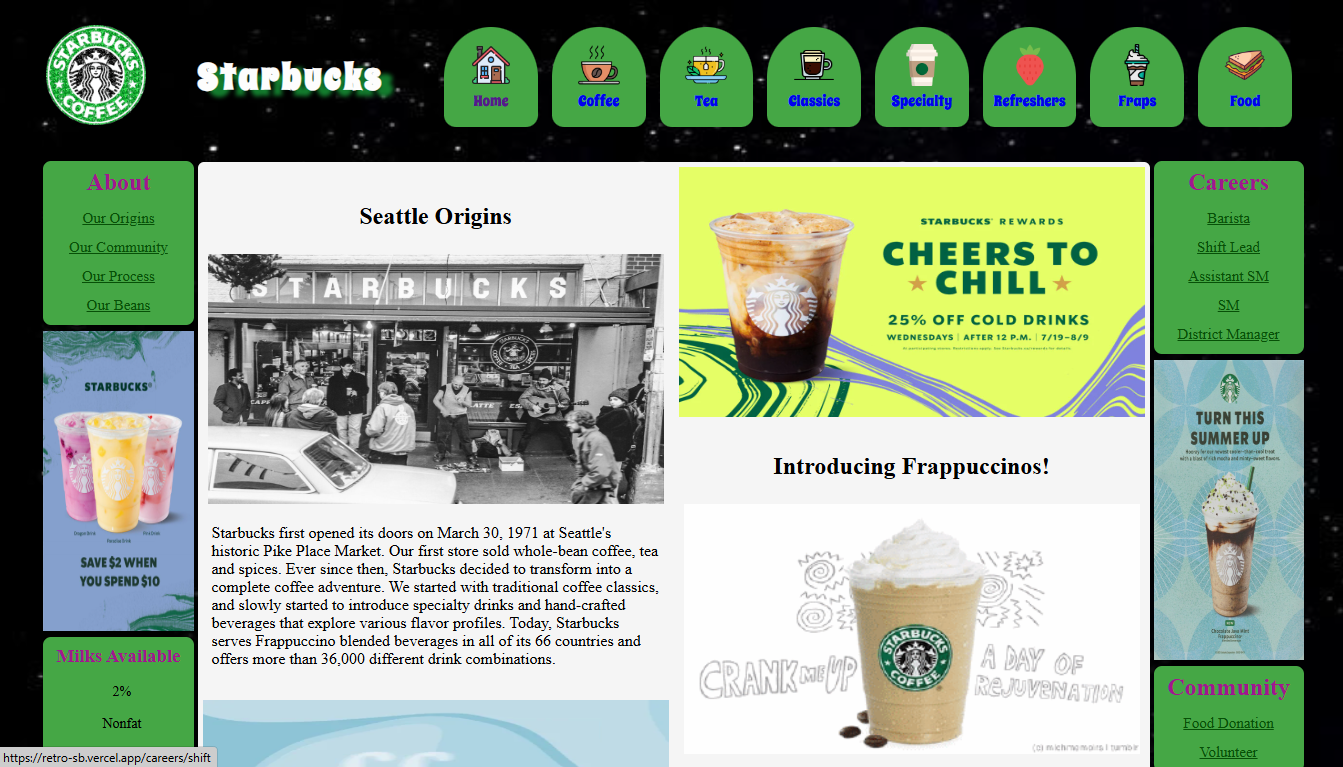 STARBUCKS
COFFEE
Starbucks
Home
Coffee
Tea
Classics
Specialty
Refreshers
Fraps
Food
About
Our Origins
Our Community
Our Process
Our Beans
STARBUCKS®
SAVE $2 WHEN
YOU SPEND $10
Milks Available
2%
Nonfat
Seattle Origins
STARBUCKS
Starbucks first opened its doors on March 30, 1971 at Seattle's
historic Pike Place Market. Our first store sold whole-bean coffee, tea
and spices. Ever since then, Starbucks decided to transform into a
complete coffee adventure. We started with traditional coffee classics,
and slowly started to introduce specialty drinks and hand-crafted
beverages that explore various flavor profiles. Today, Starbucks
serves Frappuccino blended beverages in all of its 66 countries and
offers more than 36,000 different drink combinations.
STARBUCKS® REWARDS
CHEERS TO
CHILL
25% OFF COLD DRINKS
WEDNESDAYS | AFTER 12 P.M. | 7/19–8/9
Introducing Frappuccinos!
CRANK ME UP
STARBUCKS
COFFEE
A DAY OF
REJUVENATION
(c) michmemoirs | tumblr
Careers
Barista
Shift Lead
Assistant SM
SM
District Manager
TURN THIS
SUMMER UP
Community
Food Donation
Volunteer
https://retro-sb.vercel.app/careers/shift